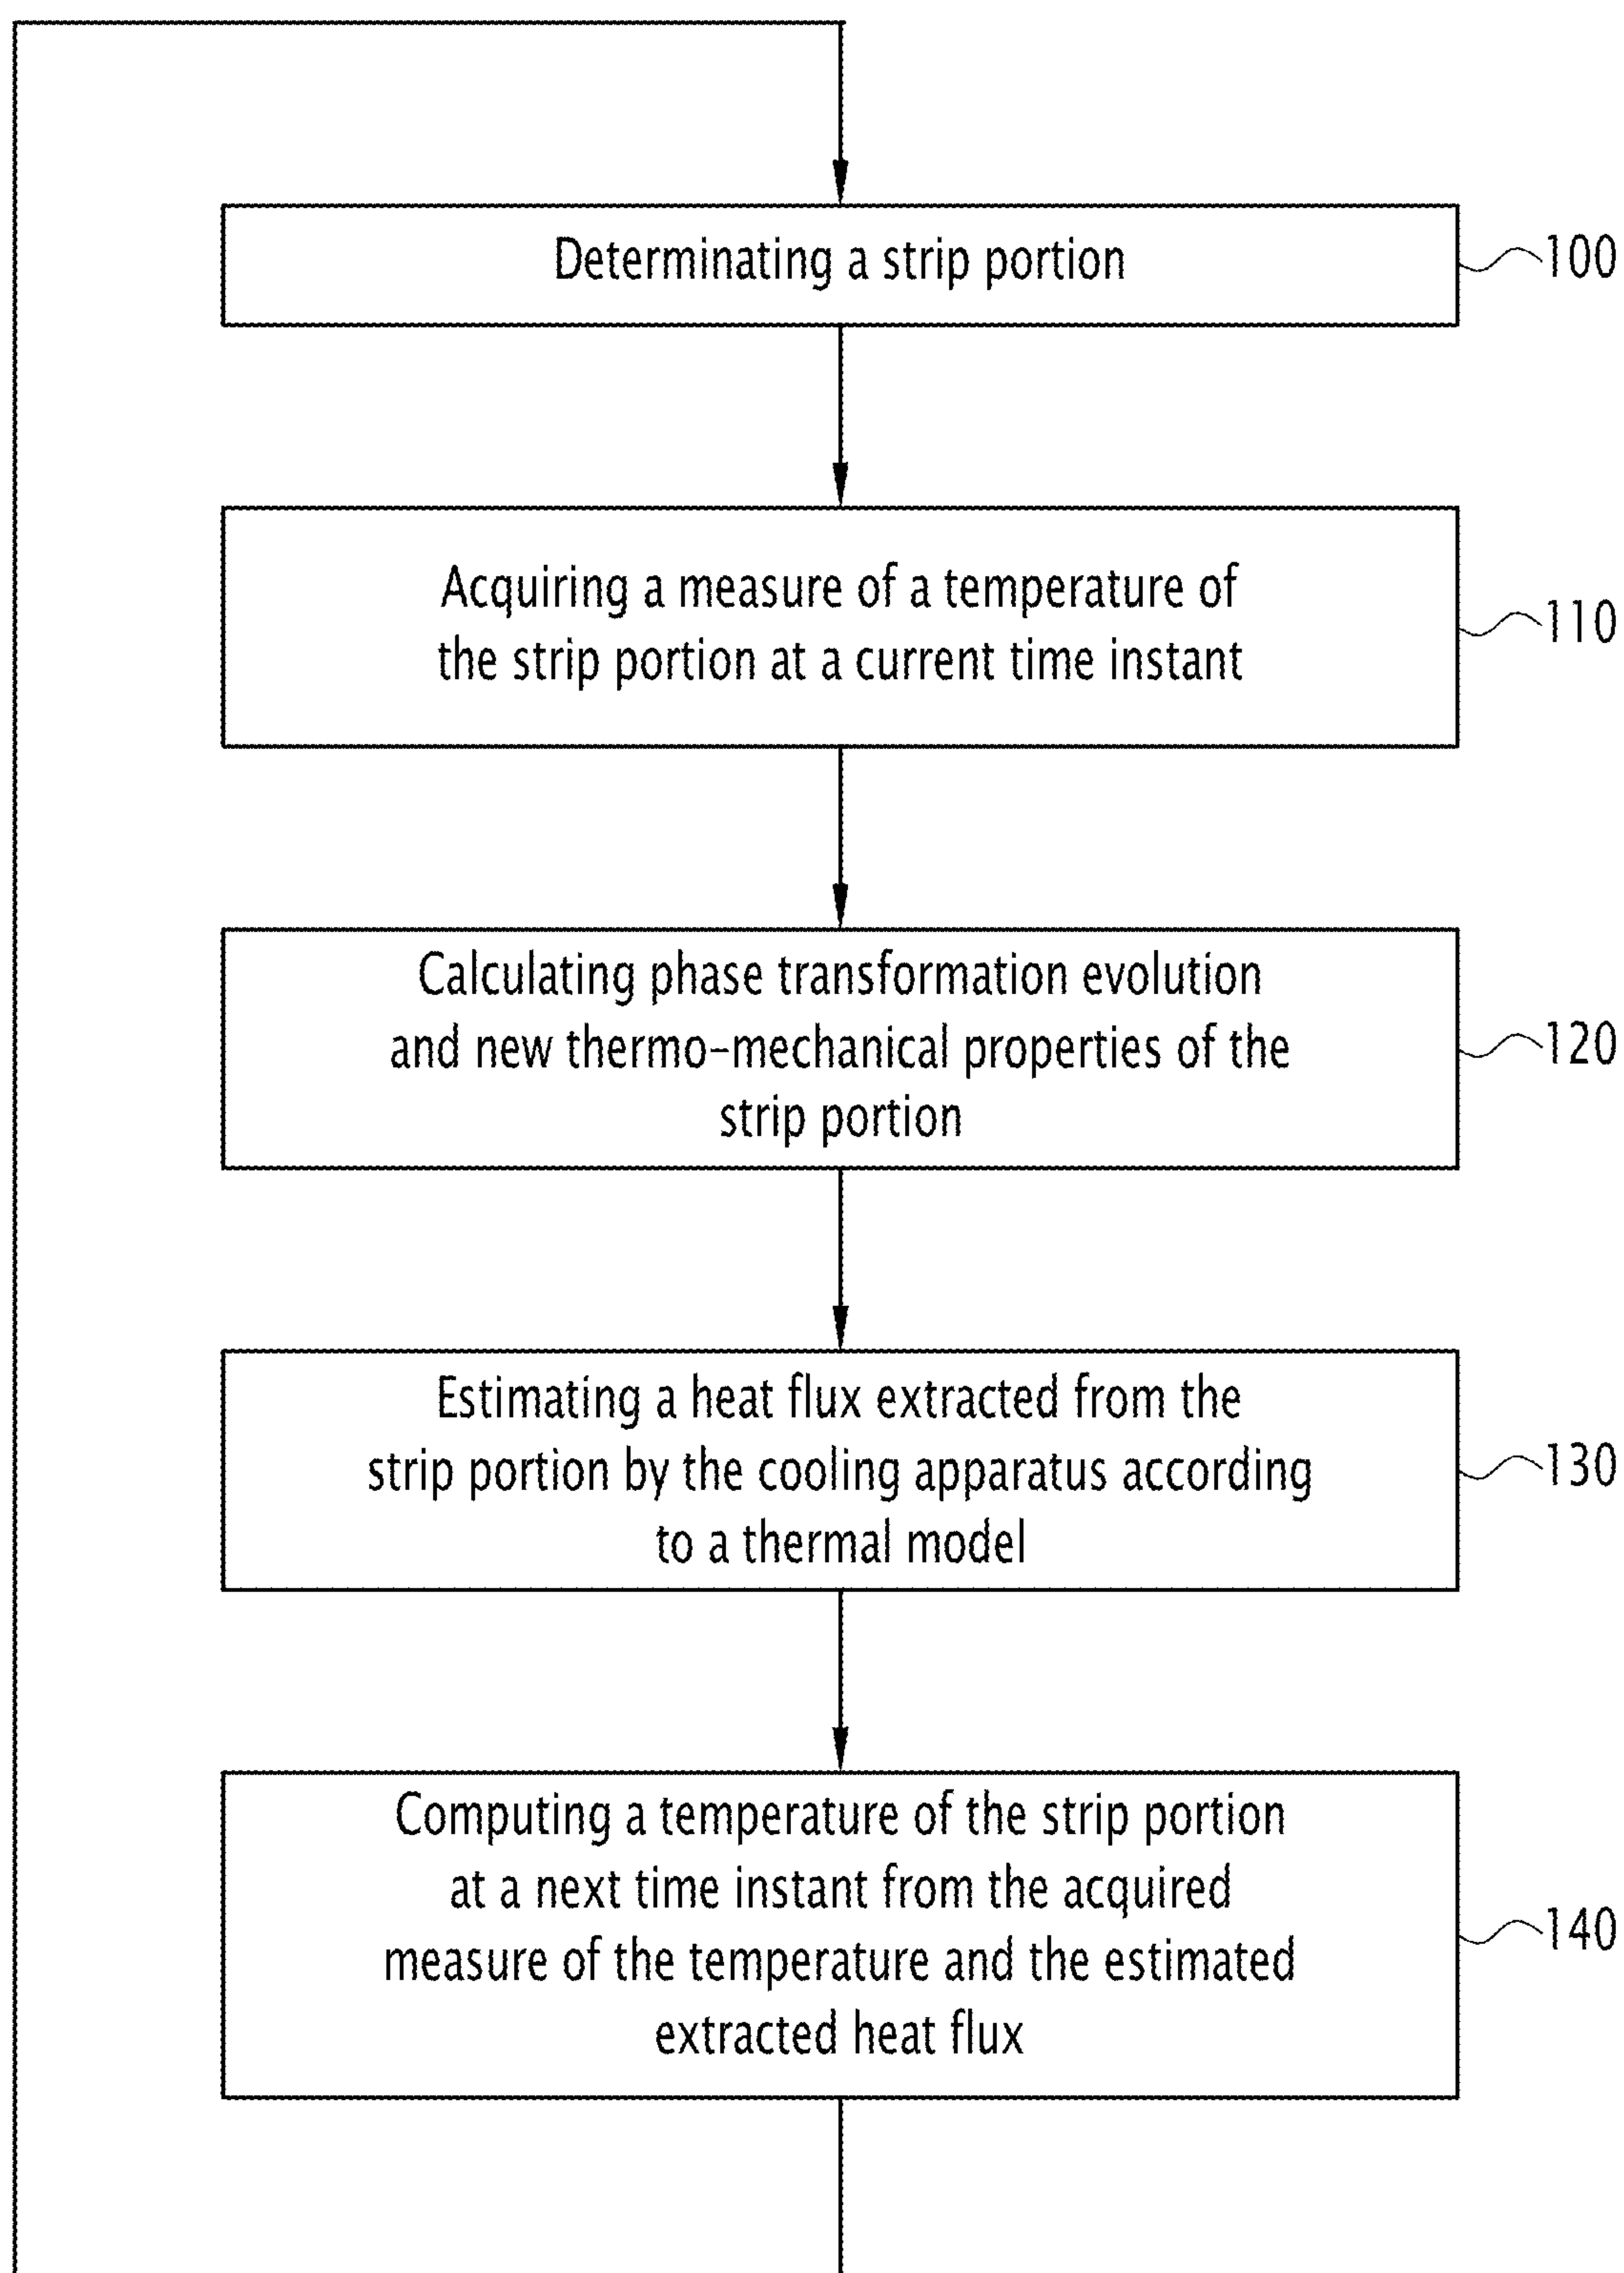 Determinating a strip portion
100
Acquiring a measure of a temperature of
the strip portion at a current time instant
110
Calculating phase transformation evolution
and new thermo-mechanical properties of the
strip portion
120
Estimating a heat flux extracted from the
strip portion by the cooling apparatus according
to a thermal model
130
Computing a temperature of the strip portion
at a next time instant from the acquired
measure of the temperature and the estimated
extracted heat flux
140